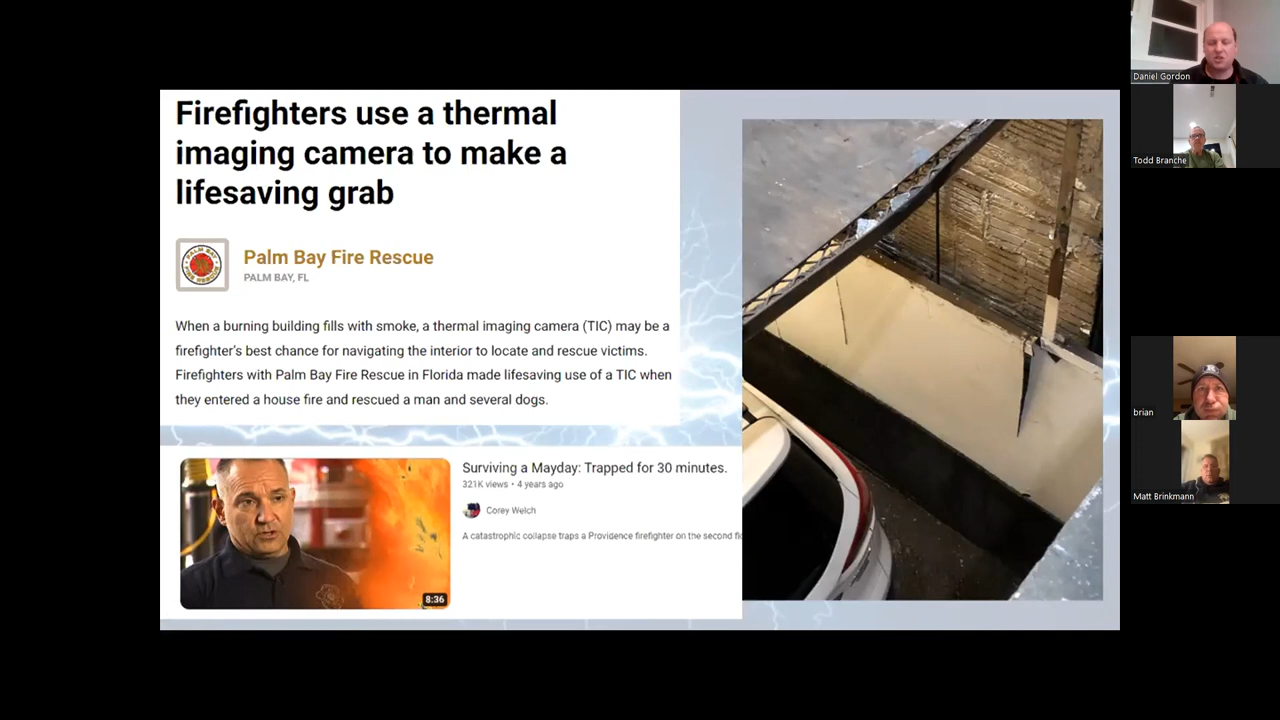 Firefighters use a thermal
imaging camera to make a
lifesaving grab
PALM BAY
FIRE RESCUE
Palm Bay Fire Rescue
PALM BAY, FL
When a burning building fills with smoke, a thermal imaging camera (TIC) may be a
firefighter's best chance for navigating the interior to locate and rescue victims.
Firefighters with Palm Bay Fire Rescue in Florida made lifesaving use of a TIC when
they entered a house fire and rescued a man and several dogs.
8:36
Surviving a Mayday: Trapped for 30 minutes.
321K views • 4 years ago
Corey Welch
A catastrophic collapse traps a Providence firefighter on the second
Daniel Gordon
Todd Branche
brian
Matt Brinkmann